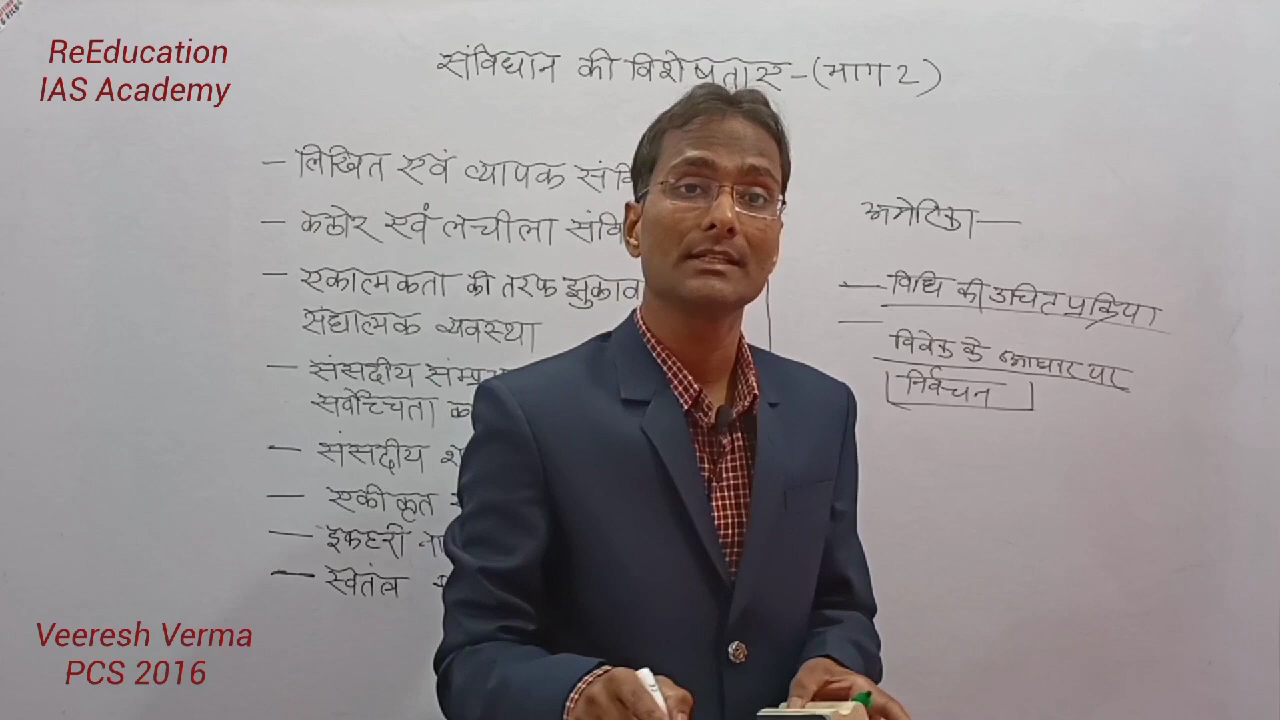 ReEducation
IAS Academy
संविधान की विशेषताए -(भाग 2)
- लिखित एवं व्यापक
- कठोर एवं लचीला
- एकात्मकता की तरफ झुकाव
संघात्मक व्यवस्था
- संसदीय
सर्वोच्चता
- संसदीय
- एकीकृत
- इकहरी
- स्वतंत्र
अमेरिका-
- विधि की उचित प्रक्रिया
- विवेक के आधार पर
निर्वचन
Veeresh Verma
PCS 2016